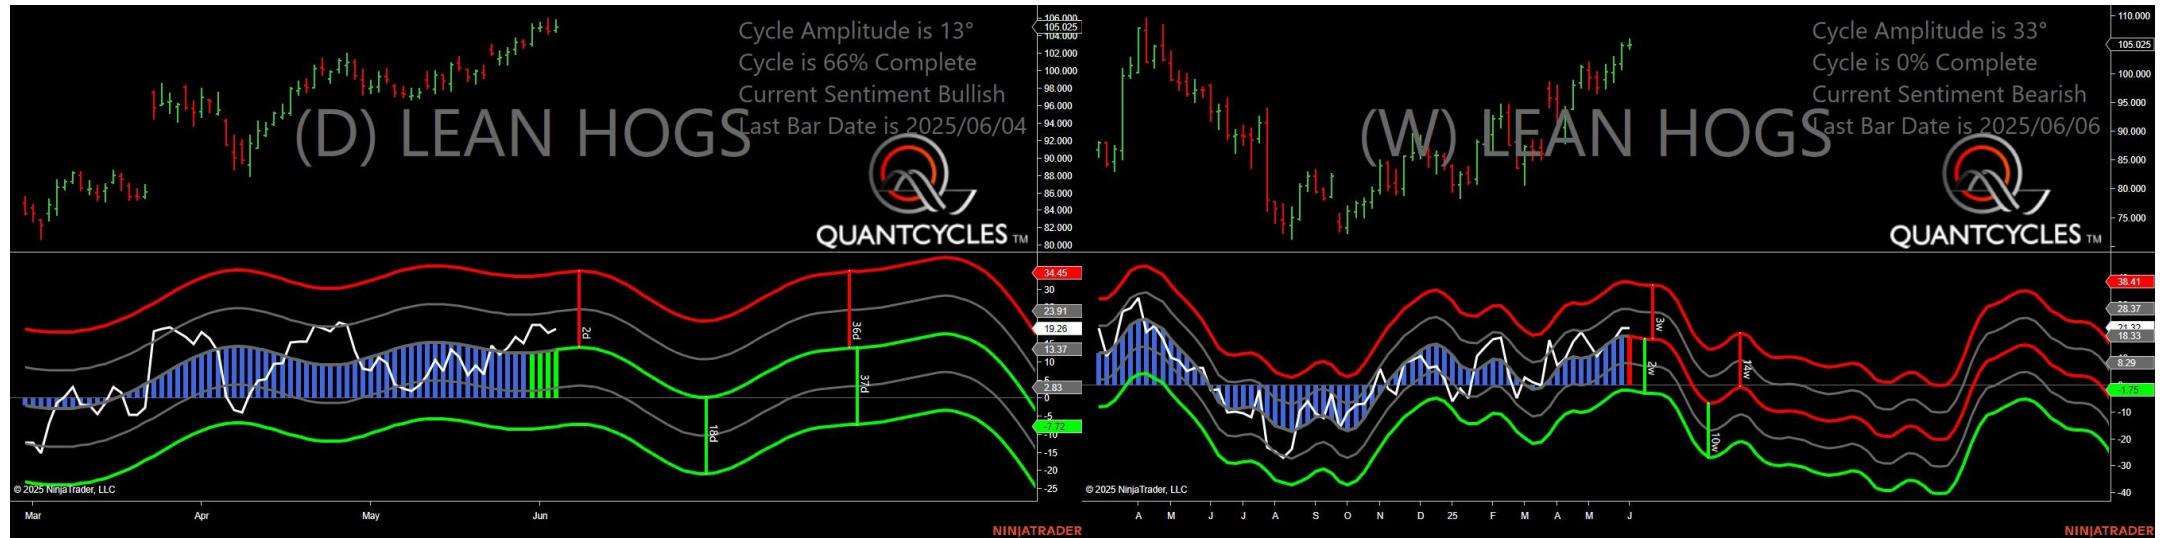 Cycle Amplitude is 13°
Cycle is 66% Complete
Current Sentiment Bullish
Last Bar Date is 2025/06/04
(D) LEAN HOGS
QUANTCYCLES TM
106.000
105.025
104.000
100.000
98.000
96.000
94.000
92.000
90.000
88.000
86.000
84.000
82.000
80.000
34.45
30
23.91
19.26
13.37
10
5
2.83
0
-5
-7.72
-10
-15
-20
-25
2d
18d
36d
37d
© 2025 NinjaTrader, LLC
Mar Apr May Jun
NINJATRADER
Cycle Amplitude is 33°
Cycle is 0% Complete
Current Sentiment Bearish
Last Bar Date is 2025/06/06
(W) LEAN HOGS
QUANTCYCLES TM
110.000
105.025
100.000
95.000
90.000
85.000
80.000
75.000
38.41
28.37
21.32
18.33
8.29
-1.75
-10
-20
-30
-40
3w
2w
10w
14w
© 2025 NinjaTrader, LLC
A M J J A S O N D 25 F M A M J
NINJATRADER